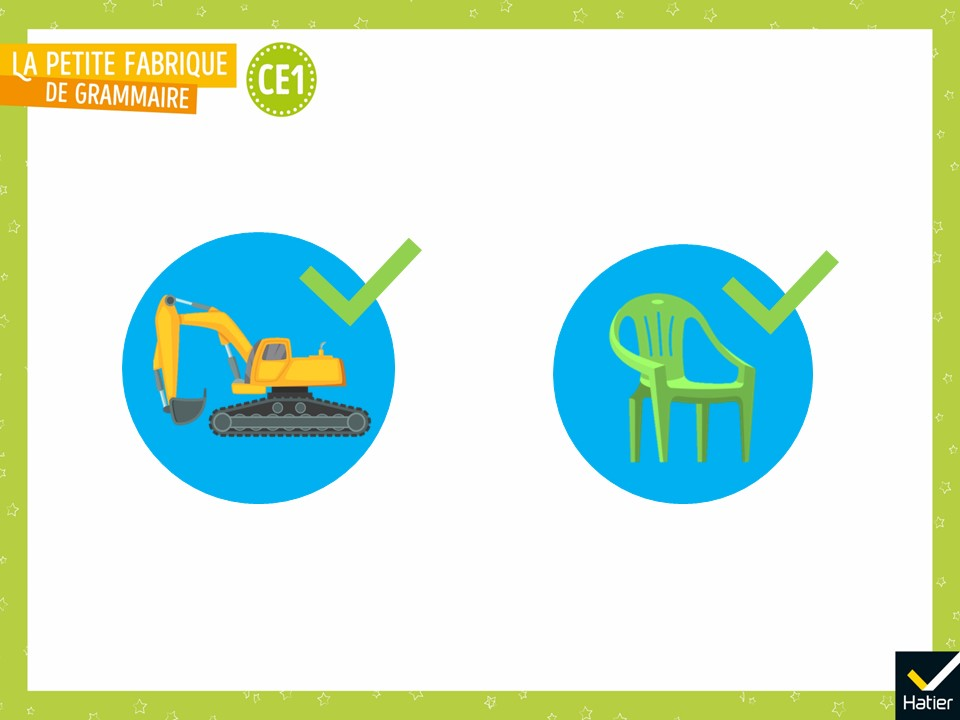 LA PETITE FABRIQUE
DE GRAMMAIRE
CE1
Hatier